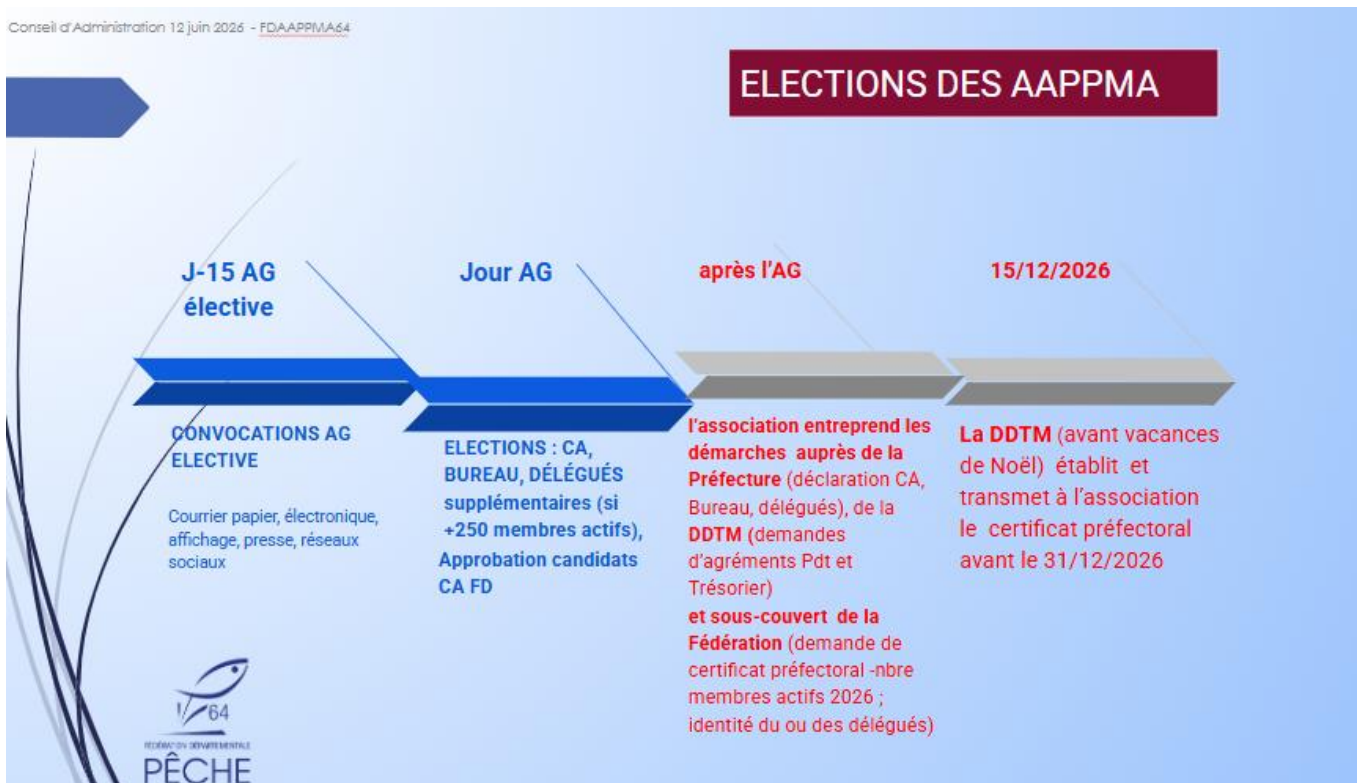 Conseil d'Administration 12 juin 2026 - FDAAPPMA64
ELECTIONS DES AAPPMA
J-15 AG
élective
CONVOCATIONS AG
ELECTIVE
Courrier papier, électronique,
affichage, presse, réseaux
sociaux
Jour AG
ELECTIONS : CA,
BUREAU, DÉLÉGUÉS
supplémentaires (si
+250 membres actifs),
Approbation candidats
CA FD
après l'AG
l'association entreprend les
démarches auprès de la
Préfecture (déclaration CA,
Bureau, délégués), de la
DDTM (demandes
d'agréments Pdt et
Trésorier)
et sous-couvert de la
Fédération (demande de
certificat préfectoral -nbre
membres actifs 2026 ;
identité du ou des délégués)
15/12/2026
La DDTM (avant vacances
de Noël) établit et
transmet à l'association
le certificat préfectoral
avant le 31/12/2026
64
FÉDÉRATION DÉPARTEMENTALE
PÊCHE